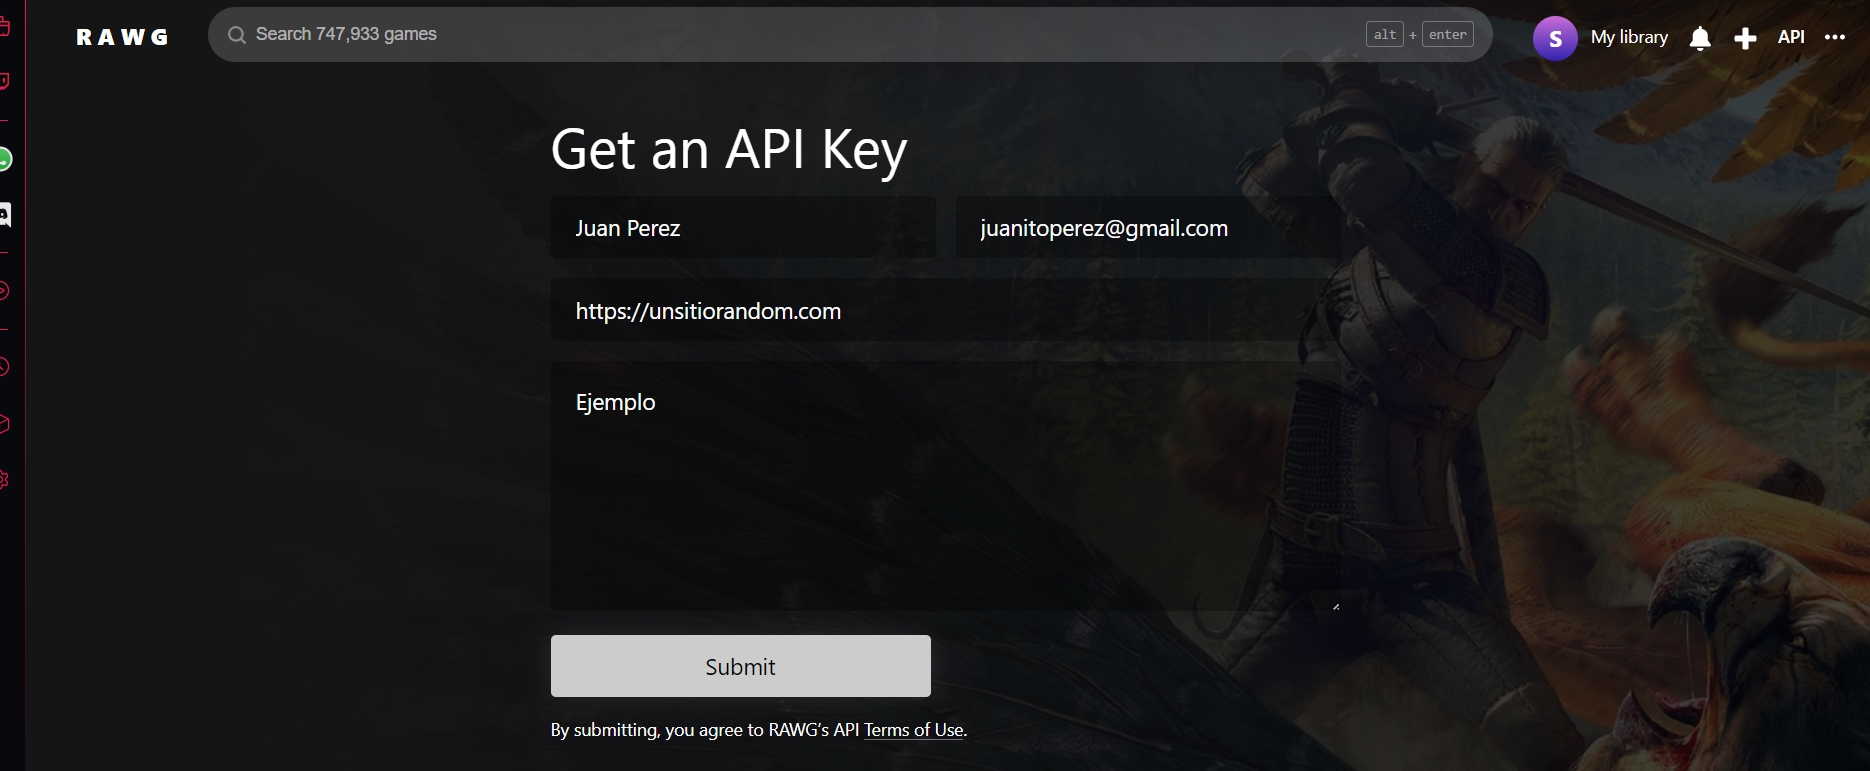 RAWG
Search 747,933 games
alt + enter
S
My library
API
Get an API Key
Juan Perez
juanitoperez@gmail.com
https://unsitiorandom.com
Ejemplo
Submit
By submitting, you agree to RAWG’s API Terms of Use.